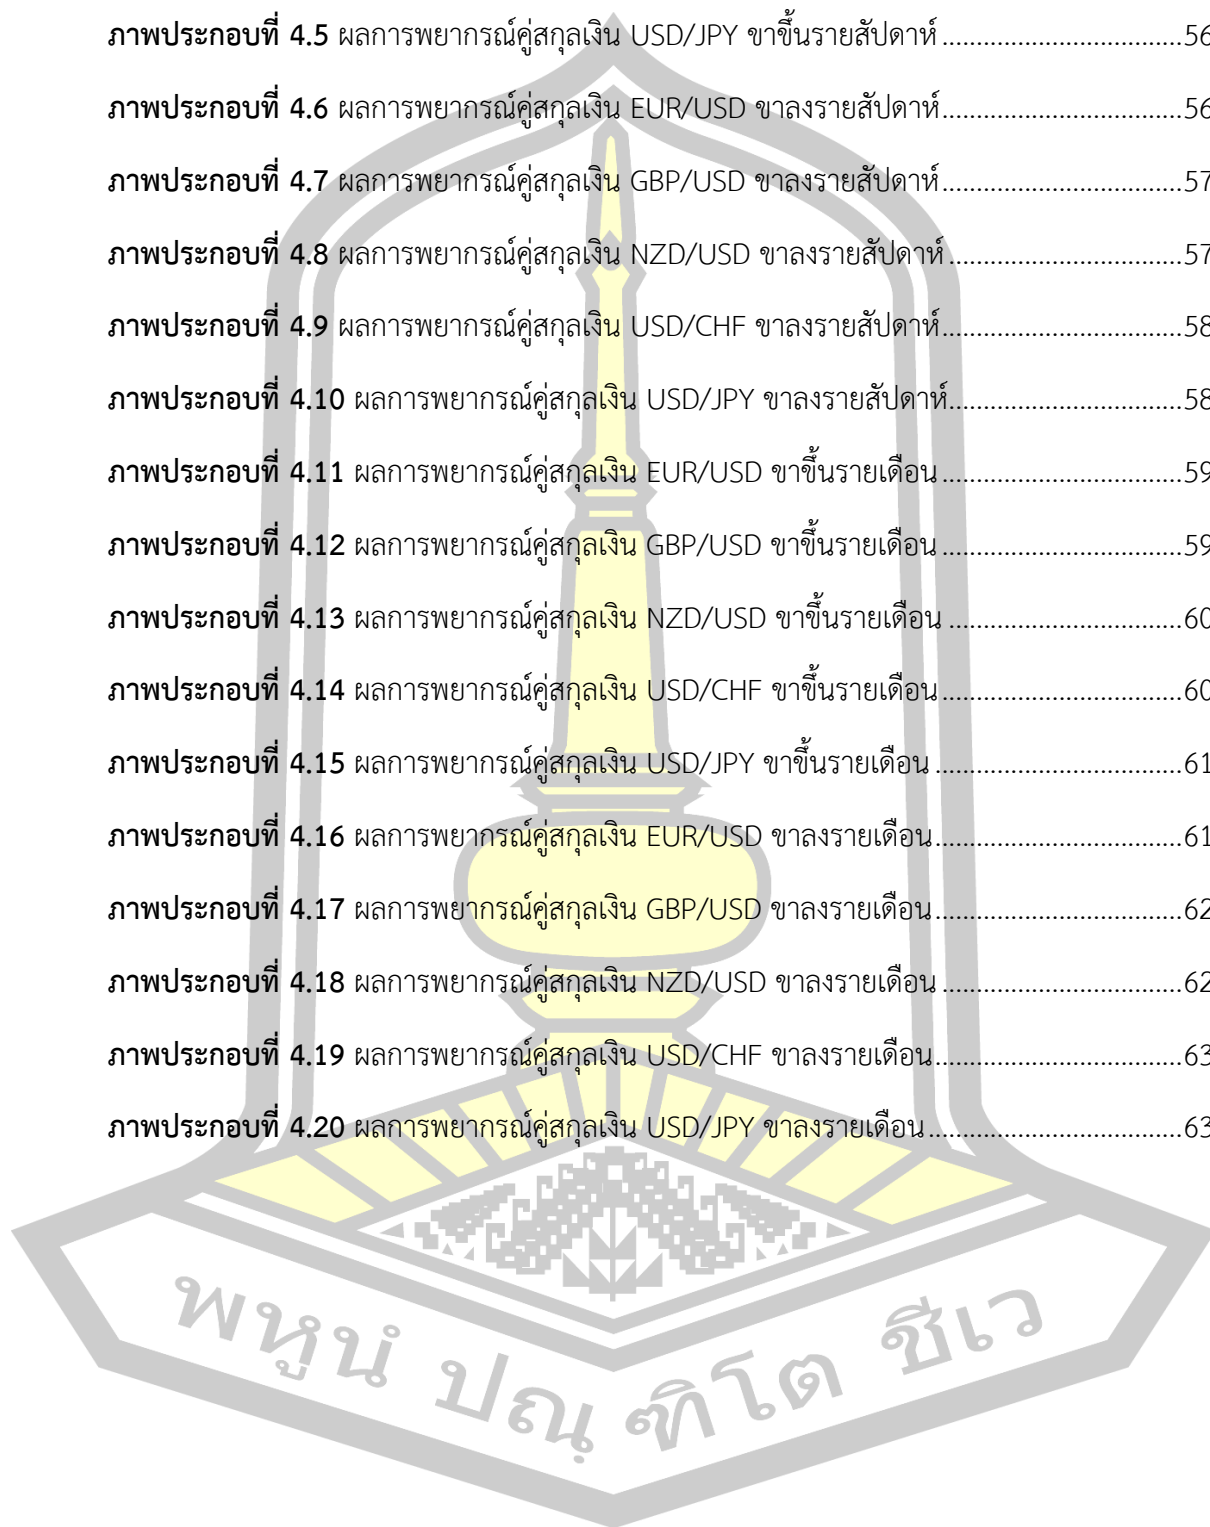 ภาพประกอบที่ 4.5 ผลการพยากรณ์คู่สกุลเงิน USD/JPY ขาขึ้นรายสัปดาห์ ..................................56
ภาพประกอบที่ 4.6 ผลการพยากรณ์คู่สกุลเงิน EUR/USD ขาลงรายสัปดาห์..................................56
ภาพประกอบที่ 4.7 ผลการพยากรณ์คู่สกุลเงิน GBP/USD ขาลงรายสัปดาห์..................................57
ภาพประกอบที่ 4.8 ผลการพยากรณ์คู่สกุลเงิน NZD/USD ขาลงรายสัปดาห์ .................................57
ภาพประกอบที่ 4.9 ผลการพยากรณ์คู่สกุลเงิน USD/CHF ขาลงรายสัปดาห์..................................58
ภาพประกอบที่ 4.10 ผลการพยากรณ์คู่สกุลเงิน USD/JPY ขาลงรายสัปดาห์.................................58
ภาพประกอบที่ 4.11 ผลการพยากรณ์คู่สกุลเงิน EUR/USD ขาขึ้นรายเดือน ..................................59
ภาพประกอบที่ 4.12 ผลการพยากรณ์คู่สกุลเงิน GBP/USD ขาขึ้นรายเดือน ..................................59
ภาพประกอบที่ 4.13 ผลการพยากรณ์คู่สกุลเงิน NZD/USD ขาขึ้นรายเดือน .................................60
ภาพประกอบที่ 4.14 ผลการพยากรณ์คู่สกุลเงิน USD/CHF ขาขึ้นรายเดือน ..................................60
ภาพประกอบที่ 4.15 ผลการพยากรณ์คู่สกุลเงิน USD/JPY ขาขึ้นรายเดือน ...................................61
ภาพประกอบที่ 4.16 ผลการพยากรณ์คู่สกุลเงิน EUR/USD ขาลงรายเดือน...................................61
ภาพประกอบที่ 4.17 ผลการพยากรณ์คู่สกุลเงิน GBP/USD ขาลงรายเดือน...................................62
ภาพประกอบที่ 4.18 ผลการพยากรณ์คู่สกุลเงิน NZD/USD ขาลงรายเดือน ..................................62
ภาพประกอบที่ 4.19 ผลการพยากรณ์คู่สกุลเงิน USD/CHF ขาลงรายเดือน...................................63
ภาพประกอบที่ 4.20 ผลการพยากรณ์คู่สกุลเงิน USD/JPY ขาลงรายเดือน ....................................63
พหูนํ ปณฺฑิโต ชีเว